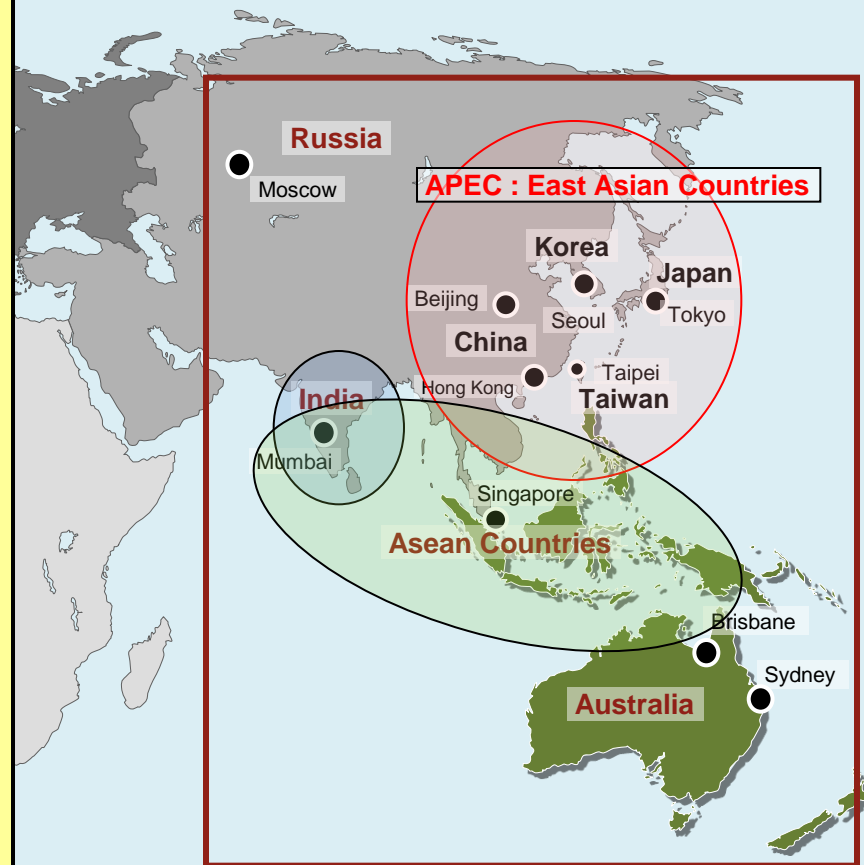 Russia
Moscow
APEC : East Asian Countries
Korea
Japan
Beijing
Seoul
Tokyo
China
Taipei
Hong Kong
Taiwan
India
Mumbai
Singapore
Asean Countries
Brisbane
Sydney
Australia